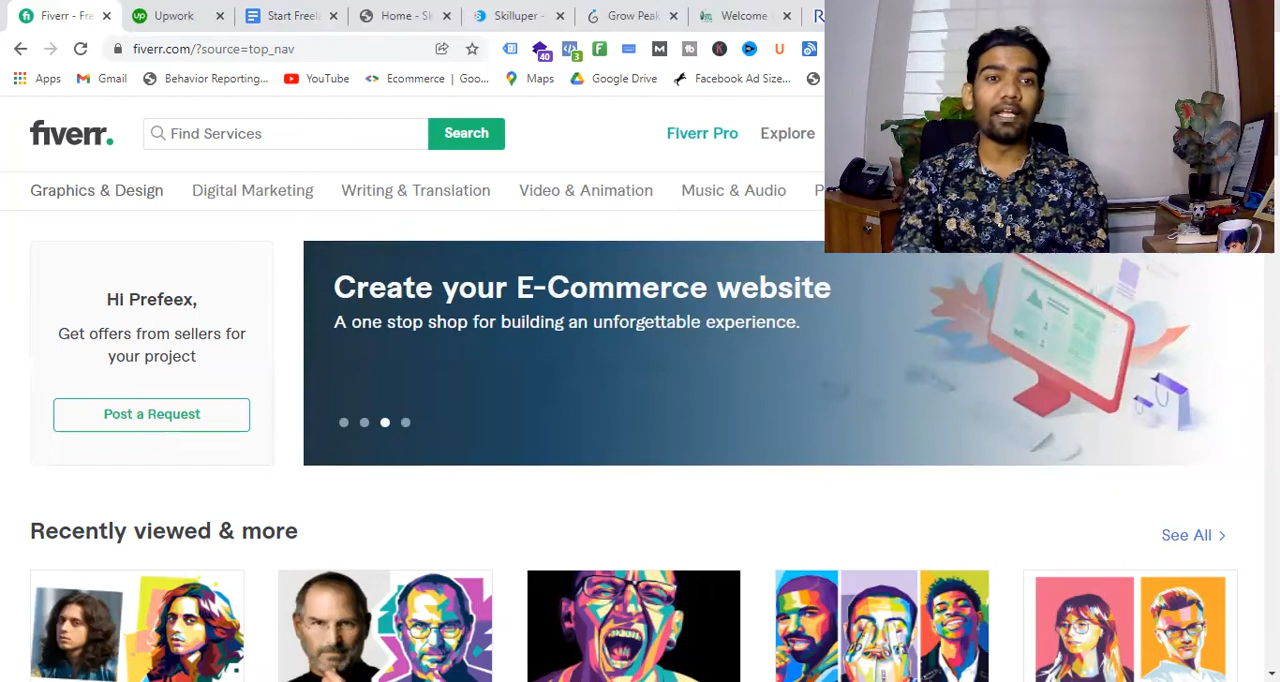 Fiverr - Fre
Upwork
Start Freela
Home - Sk
Skilluper -
Grow Peak
Welcome
fiverr.com/?source=top_nav
40
3
Apps
Gmail
Behavior Reporting...
YouTube
Ecommerce | Goo...
Maps
Google Drive
Facebook Ad Size...
fiverr.
Find Services
Search
Fiverr Pro
Explore
Graphics & Design
Digital Marketing
Writing & Translation
Video & Animation
Music & Audio
P
Hi Prefeex,
Get offers from sellers for
your project
Post a Request
Create your E-Commerce website
A one stop shop for building an unforgettable experience.
Recently viewed & more
See All